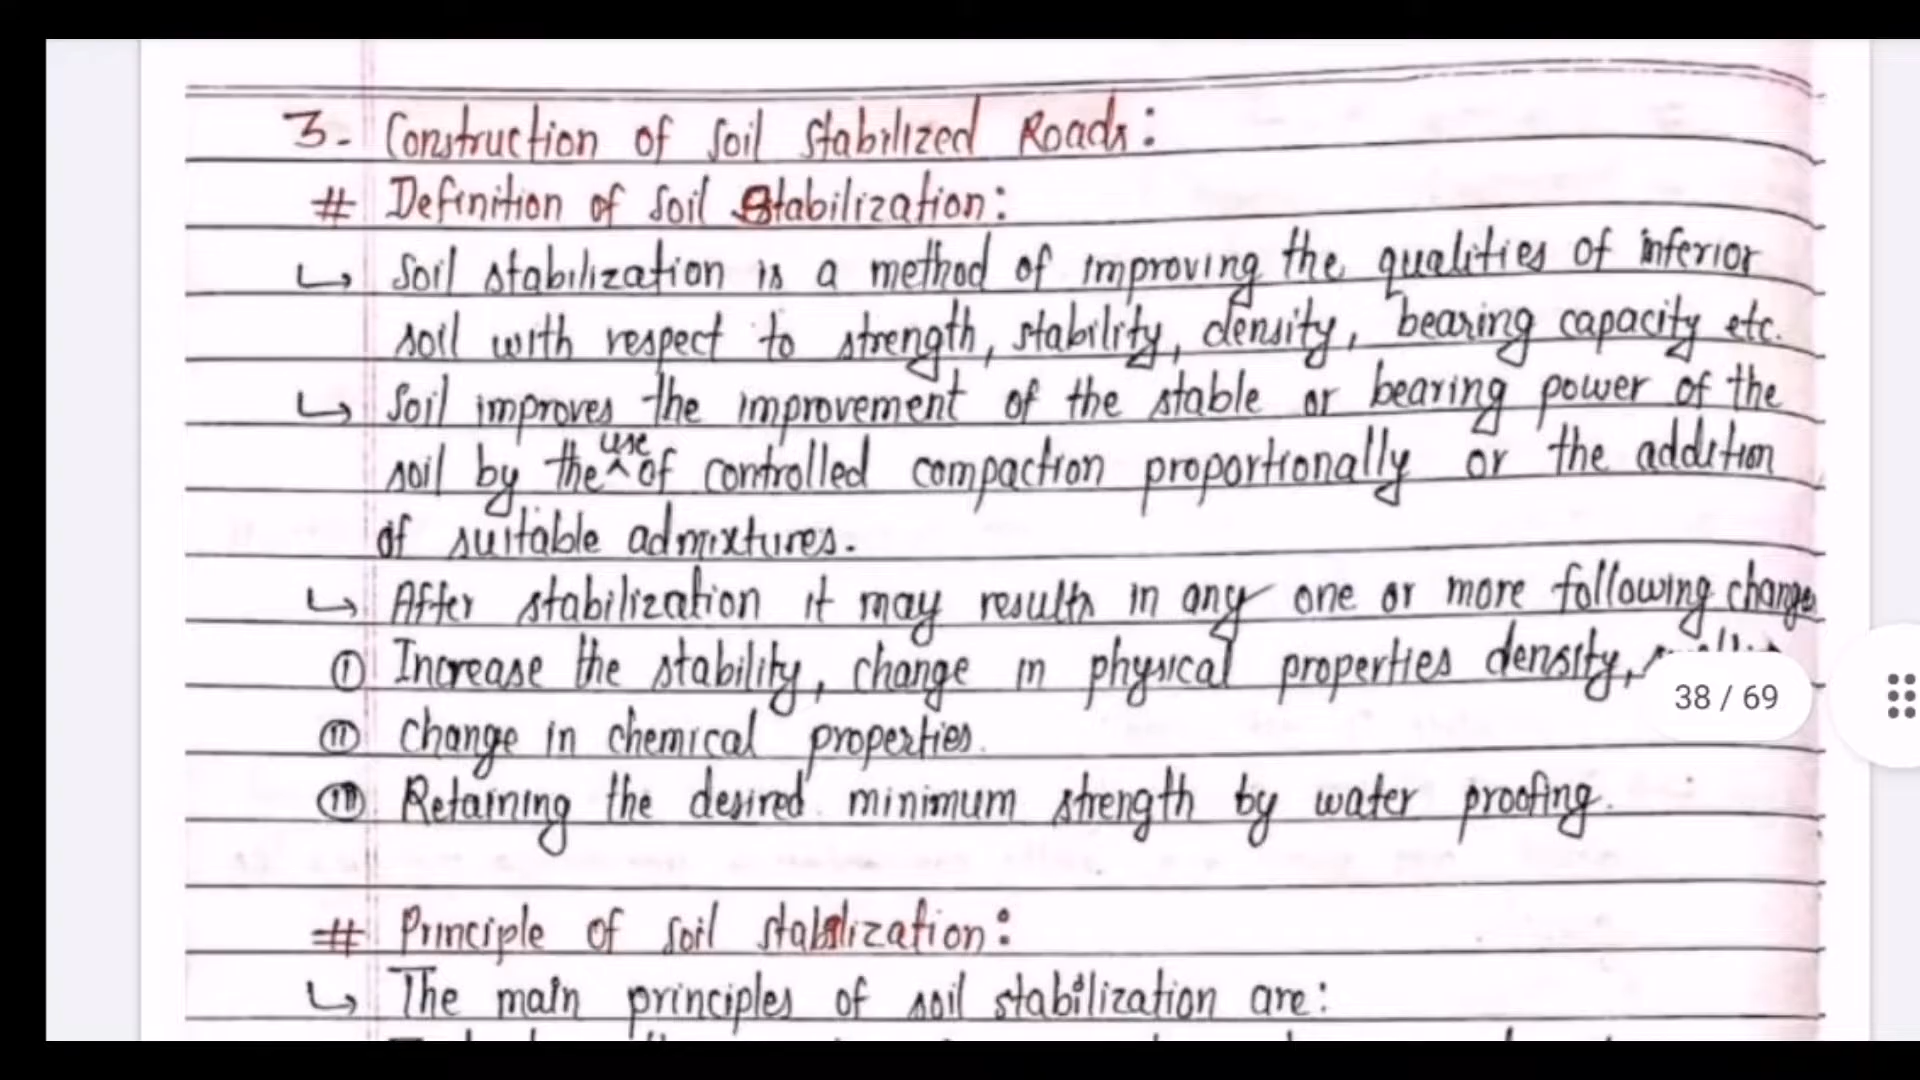 3. Construction of Soil Stabilized Roads:
# Definition of Soil Stabilization:
↳ Soil stabilization is a method of improving the qualities of inferior
soil with respect to strength, stability, density, bearing capacity etc.
↳ Soil improves the improvement of the stable or bearing power of the
soil by the ^use of controlled compaction proportionally or the addition
of suitable admixtures.
↳ After stabilization it may results in any one or more following changes
(i) Increase the stability, change in physical properties density,
38 / 69
(ii) change in chemical properties.
(iii) Retaining the desired minimum strength by water proofing.
# Principle of soil stabilization:
↳ The main principles of soil stabilization are: